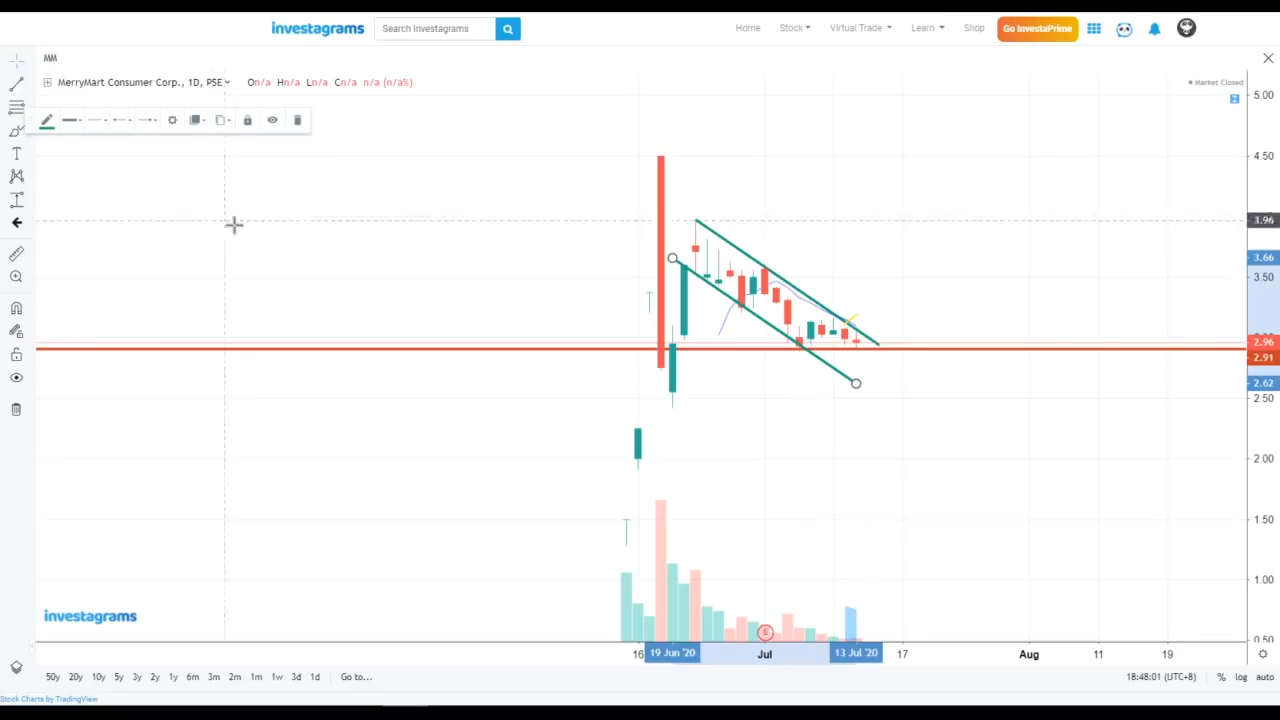 investagrams
Search Investagrams
Home Stock Virtual Trade Learn Shop Go InvestaPrime
MM
MerryMart Consumer Corp., 1D, PSE On/a Hn/a Ln/a Cn/a n/a (n/a%)
Market Closed
5.00
4.50
3.96
3.66
3.50
2.96
2.91
2.62
2.50
2.00
1.50
1.00
0.50
E
investagrams
16 19 Jun '20 Jul 13 Jul '20 17 Aug 11 19
50y 20y 10y 5y 3y 2y 1y 6m 3m 2m 1m 1w 3d 1d Go to... 18:48:01 (UTC+8) % log auto
Stock Charts by TradingView